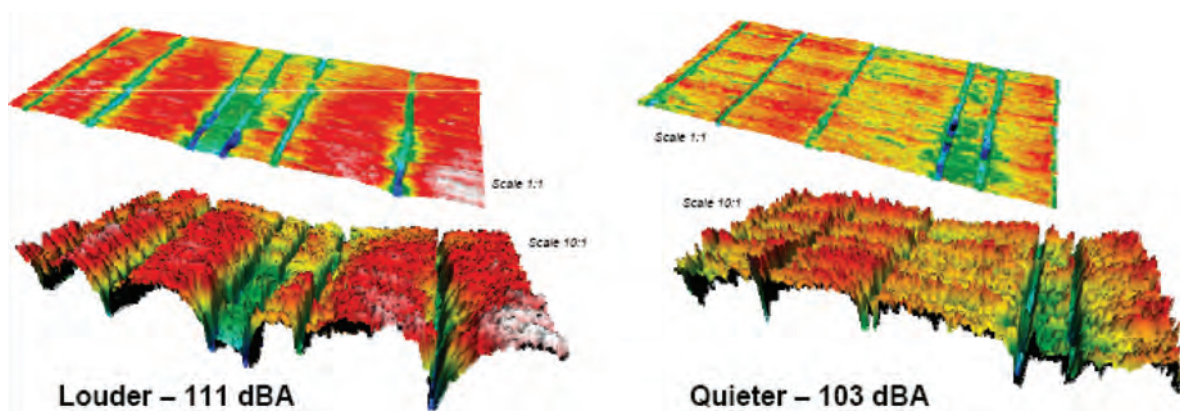 Scale 1:1
Scale 10:1
Louder – 111 dBA
Scale 1:1
Scale 10:1
Quieter – 103 dBA